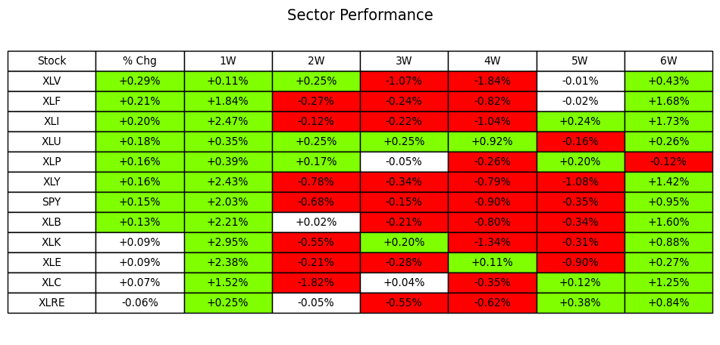 Sector Performance
Stock % Chg 1W 2W 3W 4W 5W 6W
XLV +0.29% +0.11% +0.25% -1.07% -1.84% -0.01% +0.43%
XLF +0.21% +1.84% -0.27% -0.24% -0.82% -0.02% +1.68%
XLI +0.20% +2.47% -0.12% -0.22% -1.04% +0.24% +1.73%
XLU +0.18% +0.35% +0.25% +0.25% +0.92% -0.16% +0.26%
XLP +0.16% +0.39% +0.17% -0.05% -0.26% +0.20% -0.12%
XLY +0.16% +2.43% -0.78% -0.34% -0.79% -1.08% +1.42%
SPY +0.15% +2.03% -0.68% -0.15% -0.90% -0.35% +0.95%
XLB +0.13% +2.21% +0.02% -0.21% -0.80% -0.34% +1.60%
XLK +0.09% +2.95% -0.55% +0.20% -1.34% -0.31% +0.88%
XLE +0.09% +2.38% -0.21% -0.28% +0.11% -0.90% +0.27%
XLC +0.07% +1.52% -1.82% +0.04% -0.35% +0.12% +1.25%
XLRE -0.06% +0.25% -0.05% -0.55% -0.62% +0.38% +0.84%